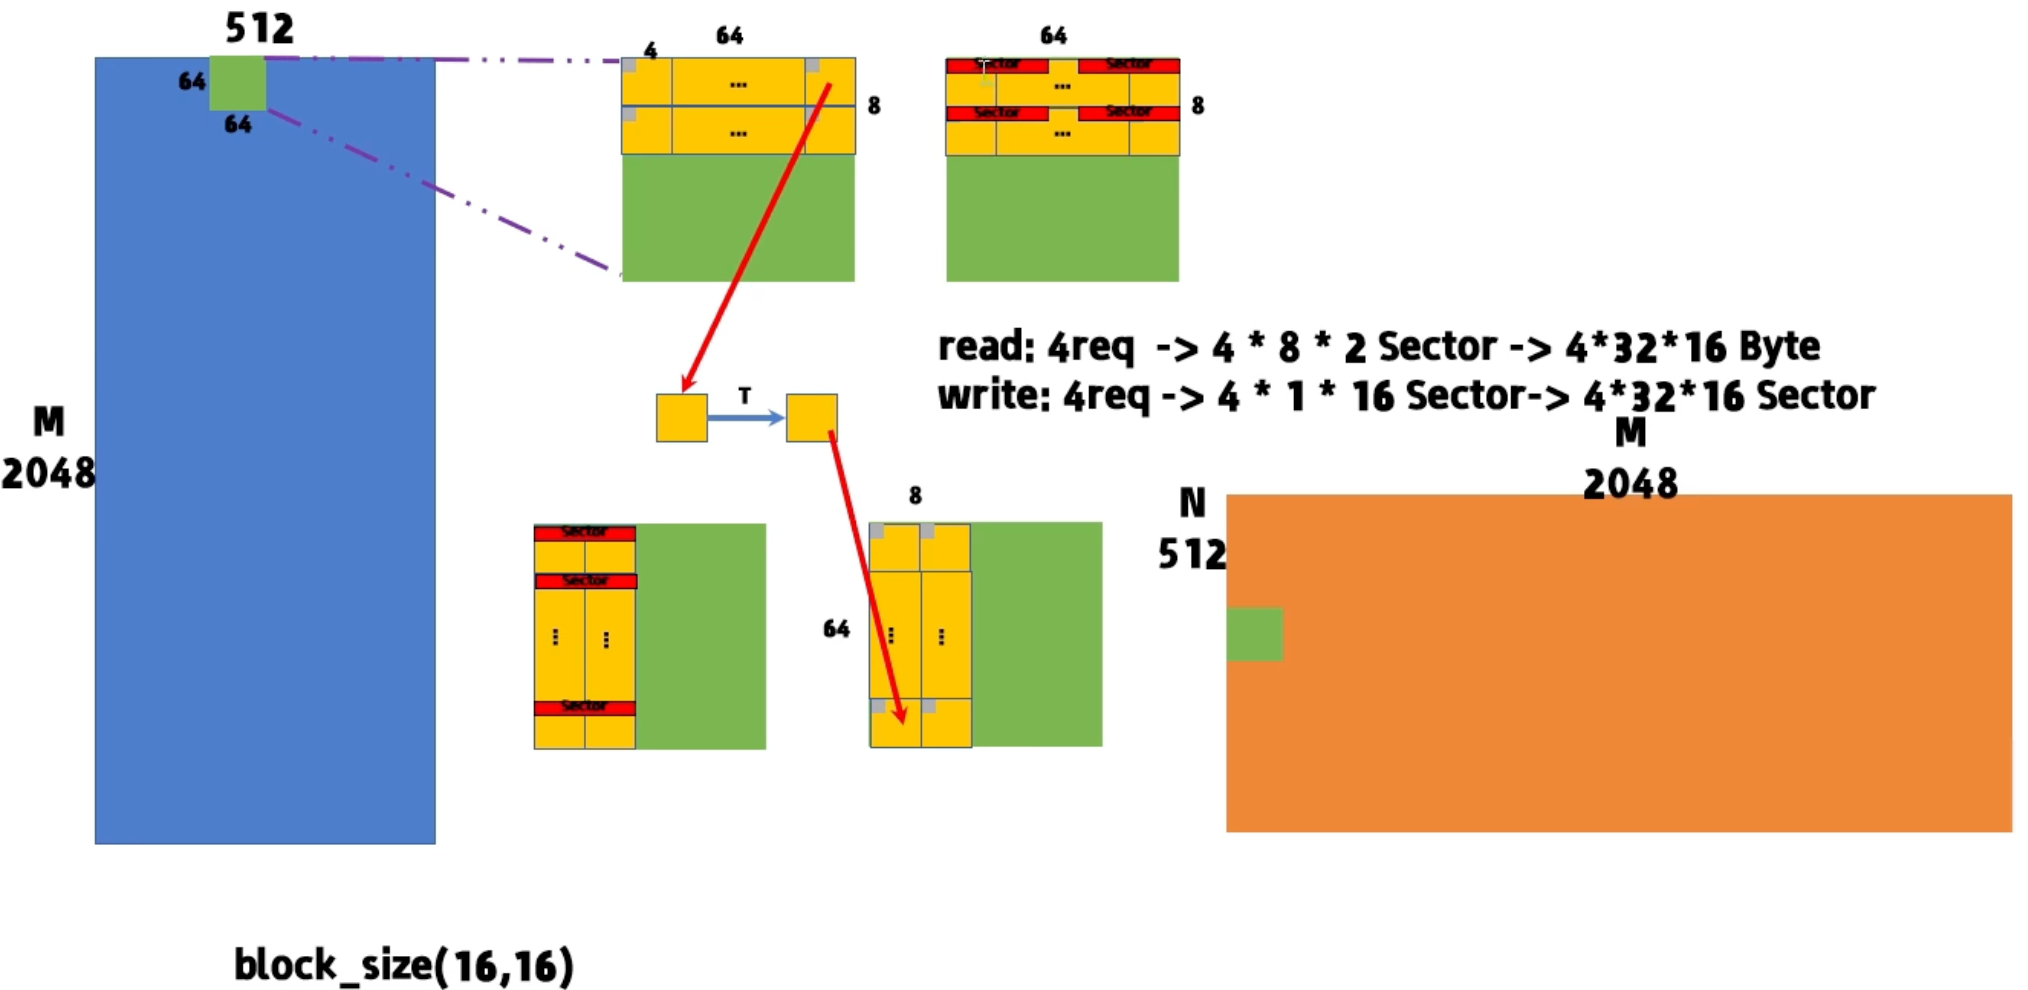 512
64
64
M
2048
4
64
...
...
8
64
Sector
Sector
...
Sector
Sector
...
8
T
read: 4req -> 4 * 8 * 2 Sector -> 4*32*16 Byte
write: 4req -> 4 * 1 * 16 Sector-> 4*32*16 Sector
Sector
Sector
...
...
Sector
8
64
...
...
M
2048
N
512
block_size(16,16)